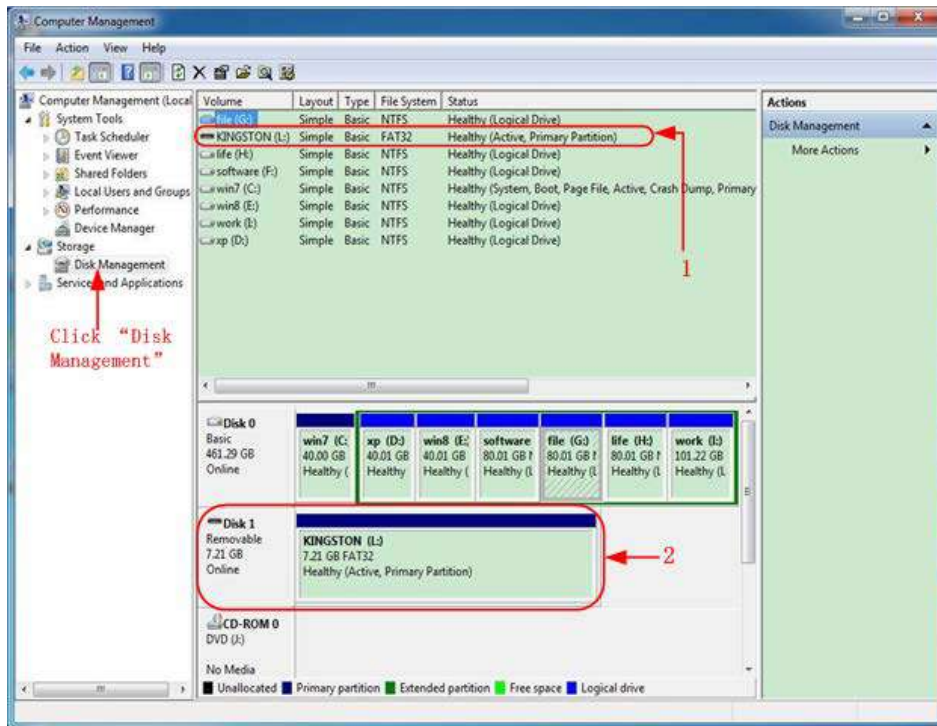 Computer Management
File Action View Help
Computer Management (Local
System Tools
Task Scheduler
Event Viewer
Shared Folders
Local Users and Groups
Performance
Device Manager
Storage
Disk Management
Services and Applications
Click “Disk
Management”
Volume Layout Type File System Status
file (G:) Simple Basic NTFS Healthy (Logical Drive)
KINGSTON (L:) Simple Basic FAT32 Healthy (Active, Primary Partition)
life (H:) Simple Basic NTFS Healthy (Logical Drive)
software (F:) Simple Basic NTFS Healthy (Logical Drive)
win7 (C:) Simple Basic NTFS Healthy (System, Boot, Page File, Active, Crash Dump, Primary
win8 (E:) Simple Basic NTFS Healthy (Logical Drive)
work (I:) Simple Basic NTFS Healthy (Logical Drive)
xp (D:) Simple Basic NTFS Healthy (Logical Drive)
1
Disk 0
Basic
461.29 GB
Online
win7 (C: xp (D:) win8 (E: software file (G:) life (H:) work (I:)
40.00 GB 40.01 GB 40.01 GB 80.01 GB 80.01 GB 80.01 GB 101.22 GB
Healthy ( Healthy Healthy ( Healthy (L Healthy (L Healthy (L Healthy (L
Disk 1
Removable
7.21 GB
Online
KINGSTON (L:)
7.21 GB FAT32
Healthy (Active, Primary Partition)
2
CD-ROM 0
DVD (J:)
No Media
Unallocated Primary partition Extended partition Free space Logical drive
Actions
Disk Management
More Actions